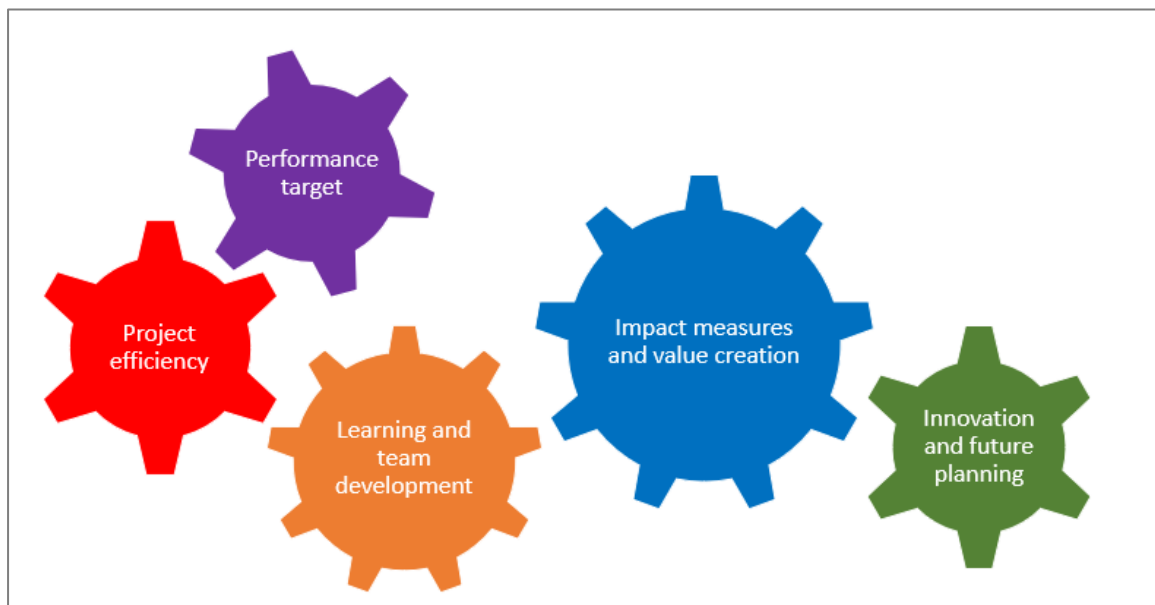 Performance
target
Project
efficiency
Learning and
team
development
Impact measures
and value creation
Innovation
and future
planning